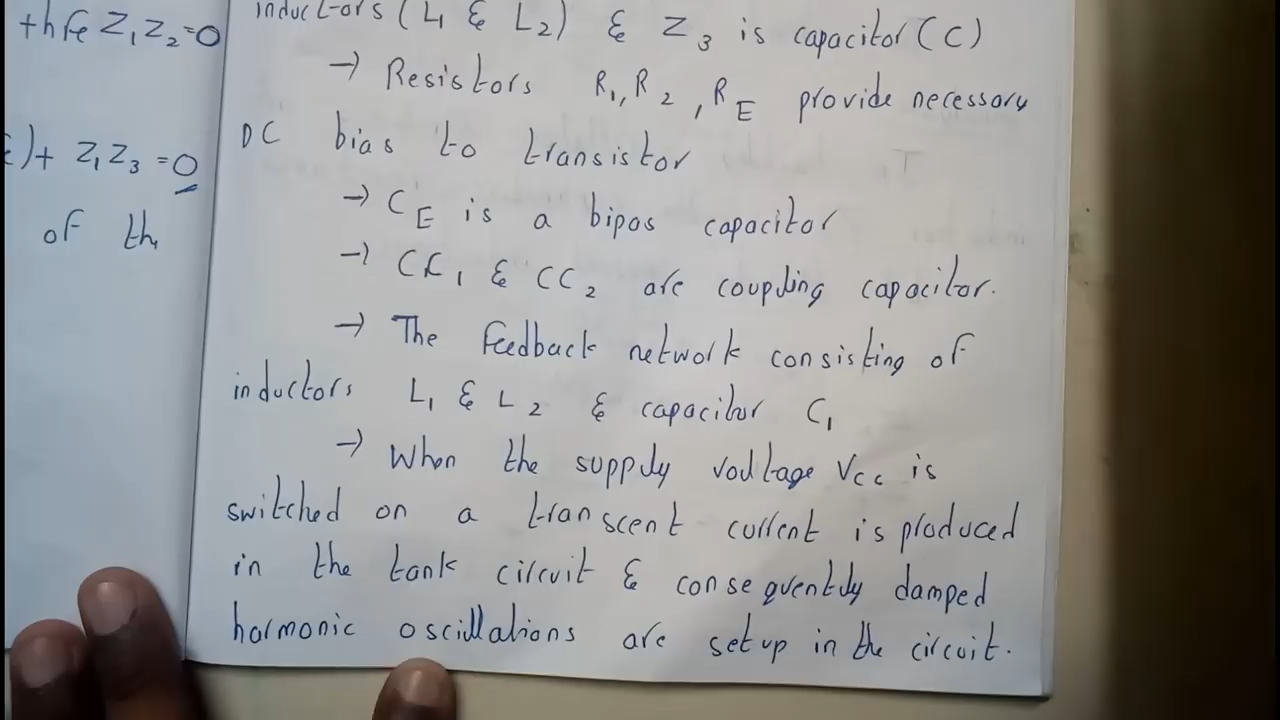 +hfe Z1Z2=0
)+ Z1Z3=0
of the
inductors (L1 & L2) & Z3 is capacitor (C)
→ Resistors R1, R2, RE provide necessary
DC bias to transistor
→ CE is a bipas capacitor
→ CC1 & CC2 are coupling capacitor.
→ The feedback network consisting of
inductors L1 & L2 & capacitor C1
→ When the supply voultage Vcc is
switched on a transcent current is produced
in the tank circuit & consequently damped
harmonic oscillations are setup in the circuit.